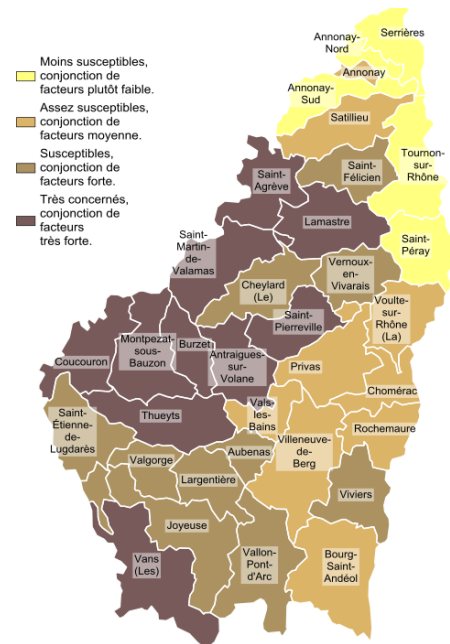 Moins susceptibles,
conjonction de
facteurs plutôt faible.
Assez susceptibles,
conjonction de
facteurs moyenne.
Susceptibles,
conjonction de
facteurs forte.
Très concernés,
conjonction de
facteurs
très forte.
Serrières
Annonay-
Nord
Annonay
Annonay-
Sud
Satillieu
Tournon-
sur-
Rhône
Saint-
Félicien
Saint-
Agrève
Lamastre
Saint-
Péray
Saint-
Martin-
de-
Valamas
Vernoux-
en-
Vivarais
Cheylard
(Le)
Voulte-
sur-
Rhône
(La)
Saint-
Pierreville
Montpezat-
sous-
Bauzon
Burzet
Antraigues-
sur-
Volane
Coucouron
Privas
Chomérac
Vals-
les-
Bains
Thueyts
Saint-
Étienne-
de-
Lugdarès
Rochemaure
Villeneuve-
de-
Berg
Aubenas
Valgorge
Largentière
Viviers
Joyeuse
Vans
(Les)
Vallon-
Pont-
d'Arc
Bourg-
Saint-
Andéol